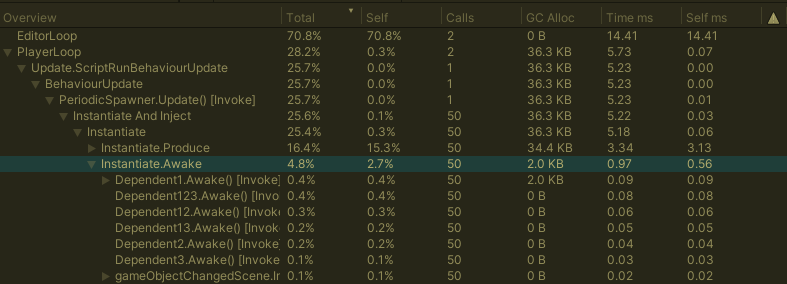 Overview Total Self Calls GC Alloc Time ms Self ms
EditorLoop 70.8% 70.8% 2 0 B 14.41 14.41
PlayerLoop 28.2% 0.3% 2 36.3 KB 5.73 0.07
Update.ScriptRunBehaviourUpdate 25.7% 0.0% 1 36.3 KB 5.23 0.00
BehaviourUpdate 25.7% 0.0% 1 36.3 KB 5.23 0.00
PeriodicSpawner.Update() [Invoke] 25.7% 0.0% 1 36.3 KB 5.23 0.01
Instantiate And Inject 25.6% 0.1% 50 36.3 KB 5.22 0.03
Instantiate 25.4% 0.3% 50 36.3 KB 5.18 0.06
Instantiate.Produce 16.4% 15.3% 50 34.4 KB 3.34 3.13
Instantiate.Awake 4.8% 2.7% 50 2.0 KB 0.97 0.56
Dependent1.Awake() [Invoke] 0.4% 0.4% 50 2.0 KB 0.09 0.09
Dependent123.Awake() [Invo 0.4% 0.4% 50 0 B 0.08 0.08
Dependent12.Awake() [Invok 0.3% 0.3% 50 0 B 0.06 0.06
Dependent13.Awake() [Invok 0.2% 0.2% 50 0 B 0.05 0.05
Dependent2.Awake() [Invoke 0.2% 0.2% 50 0 B 0.04 0.04
Dependent3.Awake() [Invoke 0.1% 0.1% 50 0 B 0.03 0.03
gameObjectChangedScene.Ir 0.1% 0.1% 50 0 B 0.02 0.02